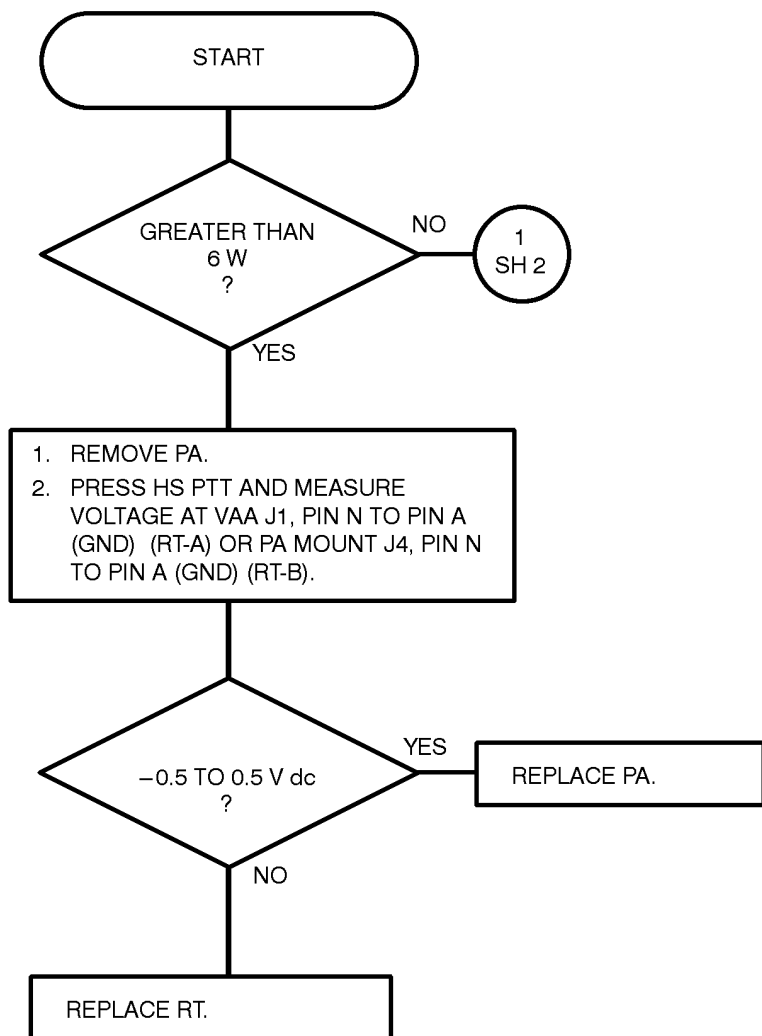 START
GREATER THAN
6 W
?
NO
1
SH 2
YES
1. REMOVE PA.
2. PRESS HS PTT AND MEASURE
VOLTAGE AT VAA J1, PIN N TO PIN A
(GND) (RT-A) OR PA MOUNT J4, PIN N
TO PIN A (GND) (RT-B).
−0.5 TO 0.5 V dc
?
YES
REPLACE PA.
NO
REPLACE RT.